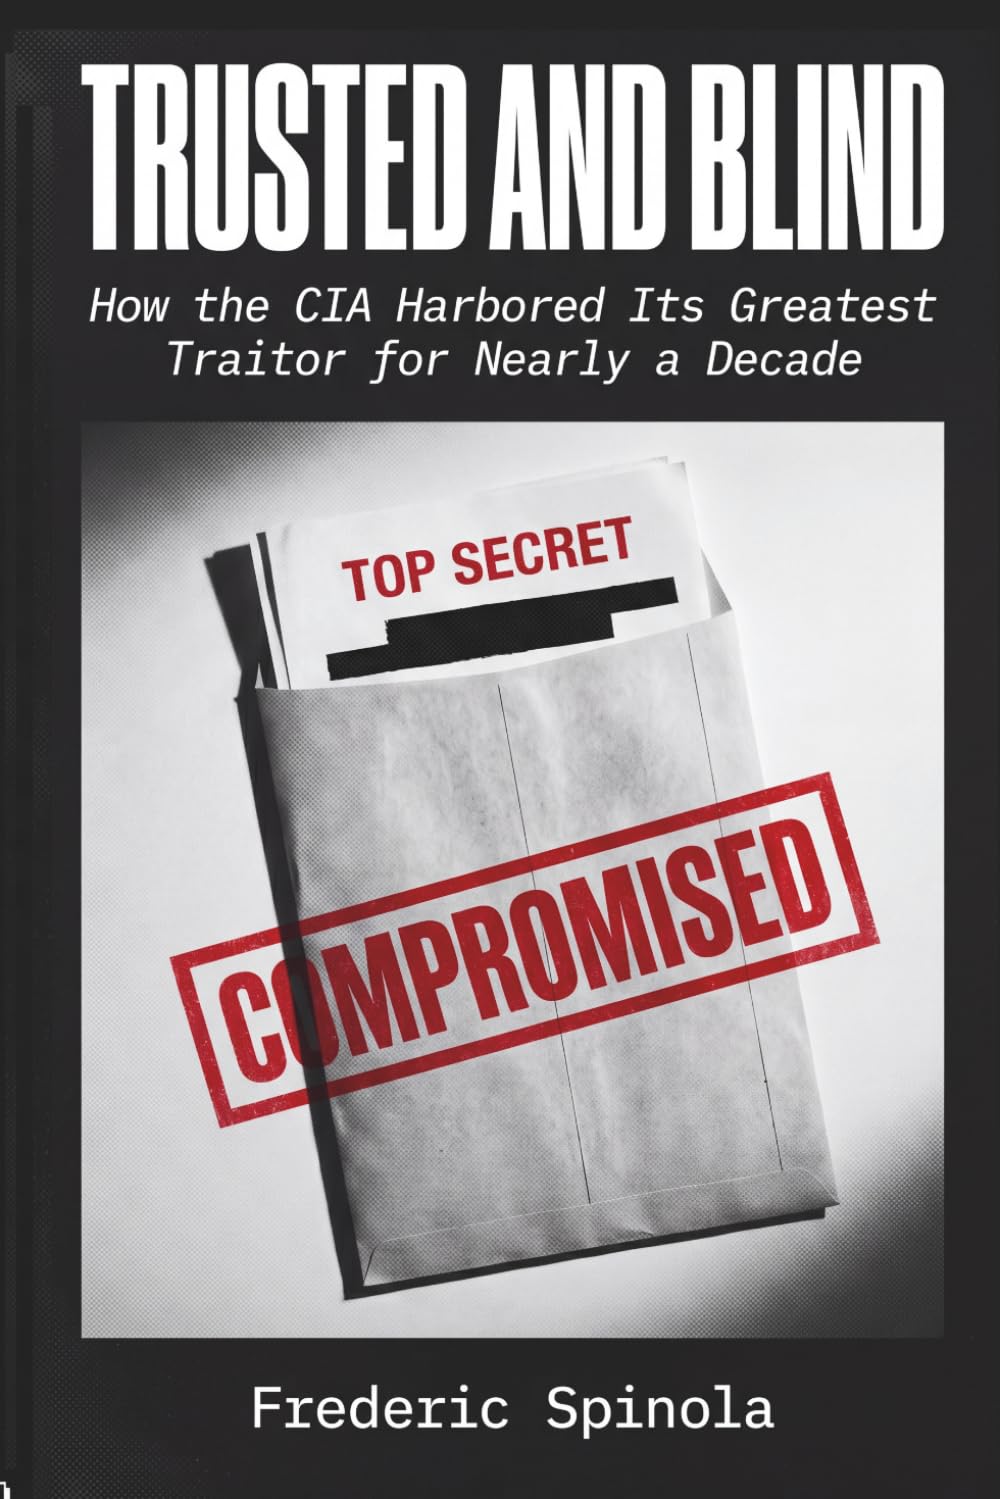 TRUSTED AND BLIND
How the CIA Harbored Its Greatest
Traitor for Nearly a Decade
TOP SECRET
COMPROMISED
Frederic Spinola